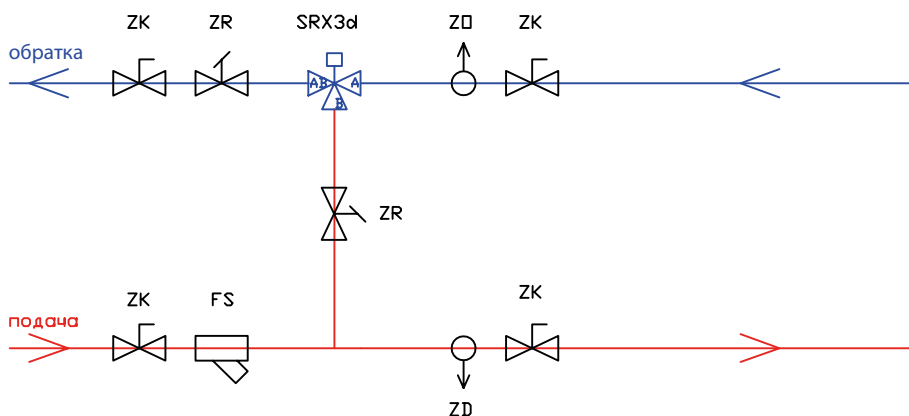 ZK ZR SRX3d ZO ZK
обратка
AB A
B
ZR
ZK FS ZK
подача
ZD